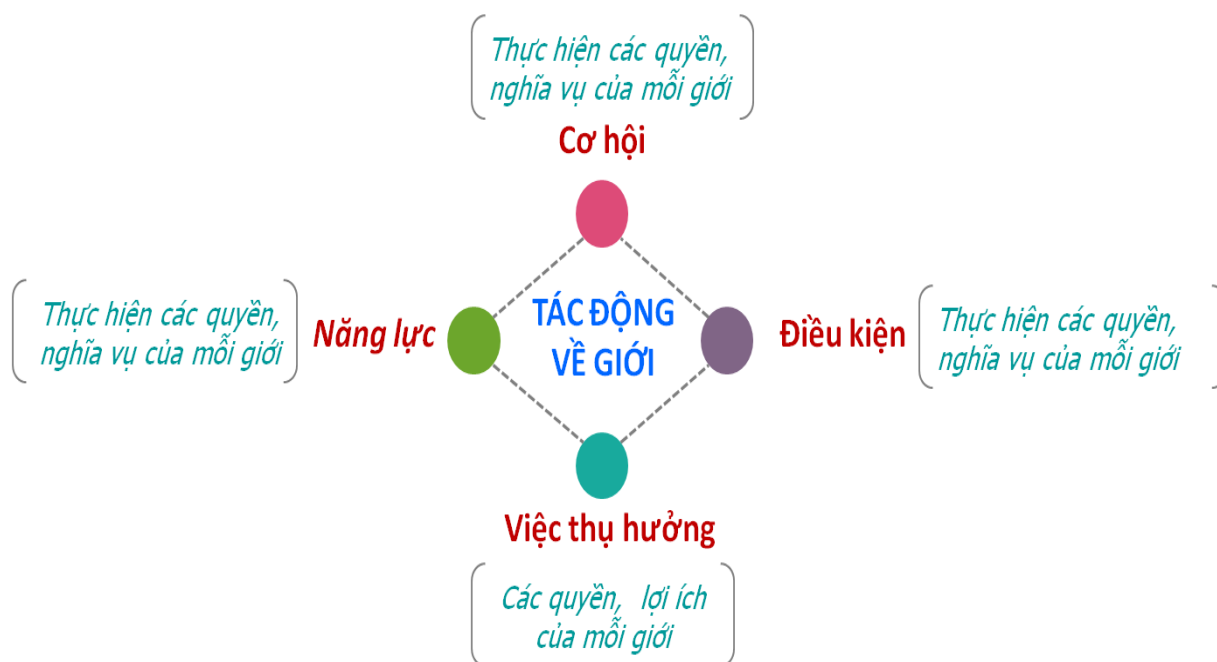 Thực hiện các quyền,
nghĩa vụ của mỗi giới
Cơ hội
Thực hiện các quyền,
nghĩa vụ của mỗi giới
Năng lực
TÁC ĐỘNG
VỀ GIỚI
Điều kiện
Thực hiện các quyền,
nghĩa vụ của mỗi giới
Việc thụ hưởng
Các quyền, lợi ích
của mỗi giới